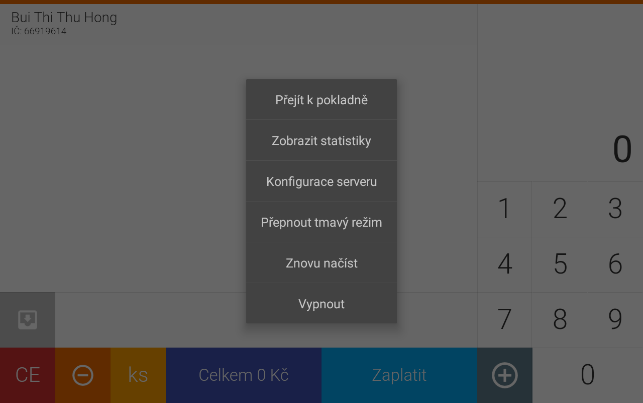 Bui Thi Thu Hong
IČ: 66919614
0
Přejít k pokladně
Zobrazit statistiky
Konfigurace serveru
Přepnout tmavý režim
Znovu načíst
Vypnout
1 2 3
4 5 6
7 8 9
CE ks Celkem 0 Kč Zaplatit 0